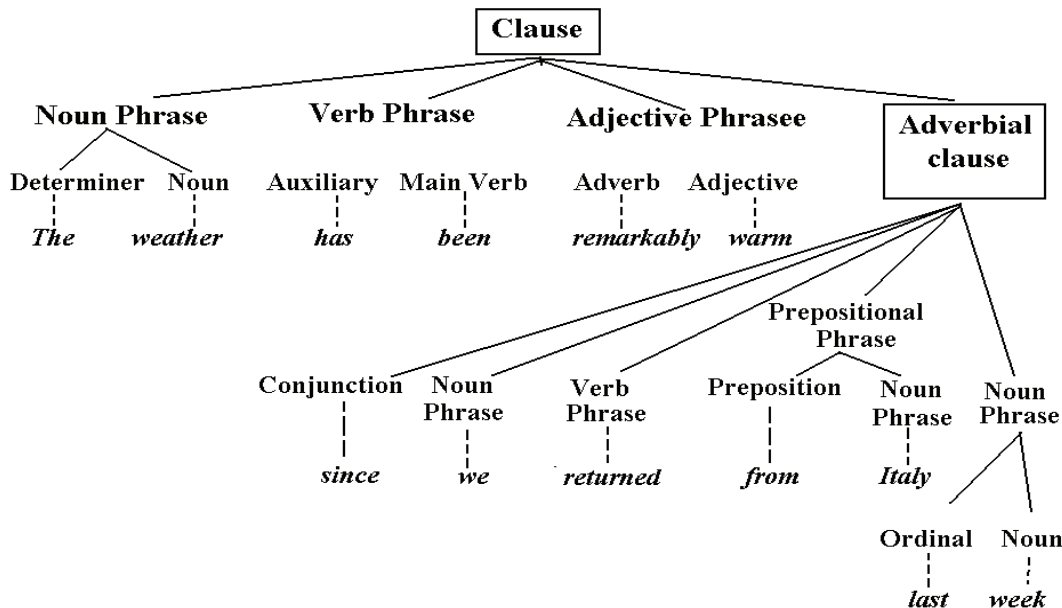 Clause
Noun Phrase Verb Phrase Adjective Phrasee Adverbial
clause
Determiner Noun Auxiliary Main Verb Adverb Adjective
The weather has been remarkably warm
Prepositional
Phrase
Conjunction Noun Verb Preposition Noun Noun
Phrase Phrase Phrase Phrase
since we returned from Italy
Ordinal Noun
last week